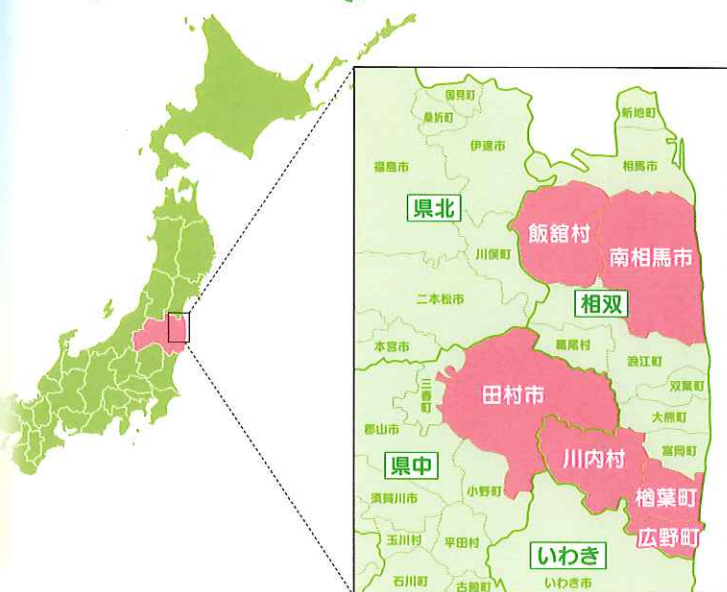 国見町
桑折町
伊達市
新地町
相馬市
福島市
県北
飯舘村
南相馬市
川俣町
二本松市
相双
本宮市
葛尾村
浪江町
双葉町
三春町
田村市
大熊町
郡山市
川内村
富岡町
県中
小野町
須賀川市
楢葉町
広野町
玉川村
平田村
いわき
石川町
古殿町
いわき市